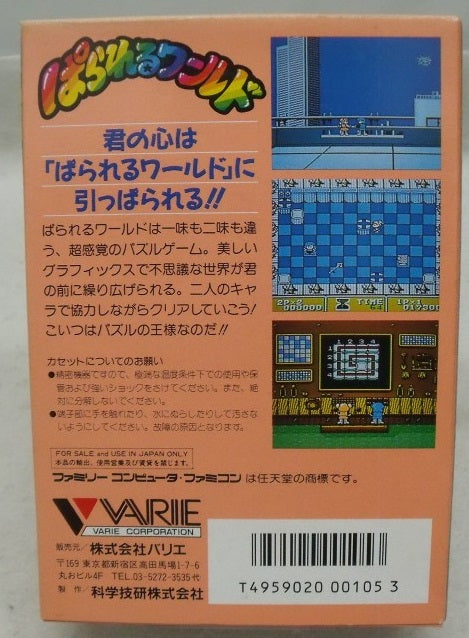 ぱられるワールド
君の心は
「ぱられるワールド」に
引っぱられる!!
ぱられるワールドは一味も二味も違
う、超感覚のパズルゲーム。美しい
グラフィックスで不思議な世界が君
の前に繰り広げられる。二人のキャ
ラで協力しながらクリアしていこう!
こいつはパズルの王様なのだ!!
カセットについてのお願い
●精密機器ですので、極端な温度条件下での使用や保
管および強いショックをさけてください。また、絶
対に分解しないでください。
●端子部に手を触れたり、水にぬらしたりして汚さな
いようにしてください。故障の原因となります。
FOR SALE and USE IN JAPAN ONLY
本品の輸出、使用営業及び賃貸を禁じます。
ファミリーコンピュータ・ファミコンは任天堂の商標です。
VARIE
VARIE CORPORATION
販売元/株式会社バリエ
〒169 東京都新宿区高田馬場1-7-6
丸おビル4F TEL.03-5272-3535代
製作/科学技研株式会社
2P×2 TIME 1P×1
000000
1 2 3 4
1
2
3
4
T4959020 00105 3